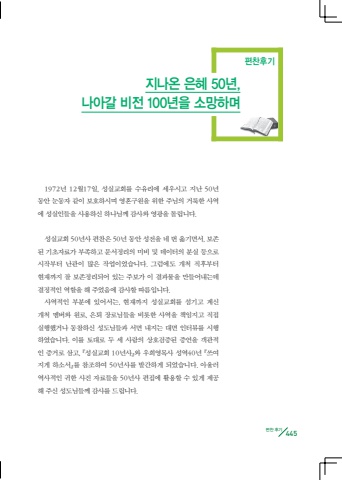 편찬후기
지나온 은혜 50년,
나아갈 비전 100년을 소망하며
1972년 12월17일, 성실교회를 수유리에 세우시고 지난 50년
동안 눈동자 같이 보호하시며 영혼구원을 위한 주님의 거룩한 사역
에 성실인들을 사용하신 하나님께 감사와 영광을 돌립니다.
성실교회 50년사 편찬은 50년 동안 성전을 네 번 옮기면서, 보존
된 기초자료가 부족하고 문서정리의 미비 및 데이터의 분실 등으로
시작부터 난관이 많은 작업이었습니다. 그럼에도 개척 직후부터
현재까지 잘 보존정리되어 있는 주보가 이 결과물을 만들어내는데
결정적인 역할을 해 주었음에 감사할 따름입니다.
사역적인 부분에 있어서는, 현재까지 성실교회를 섬기고 계신
개척 멤버와 원로, 은퇴 장로님들을 비롯한 사역을 책임지고 직접
실행했거나 동참하신 성도님들과 서면 내지는 대면 인터뷰를 시행
하였습니다. 이를 토대로 두 세 사람의 상호검증된 증언을 객관적
인 증거로 삼고, 『성실교회 10년사』와 우희영목사 성역40년 『쓰여
지게 하소서』를 참조하여 50년사를 발간하게 되었습니다. 아울러
역사적인 귀한 사진 자료들을 50년사 편집에 활용할 수 있게 제공
해 주신 성도님들께 감사를 드립니다.
편찬 후기 445